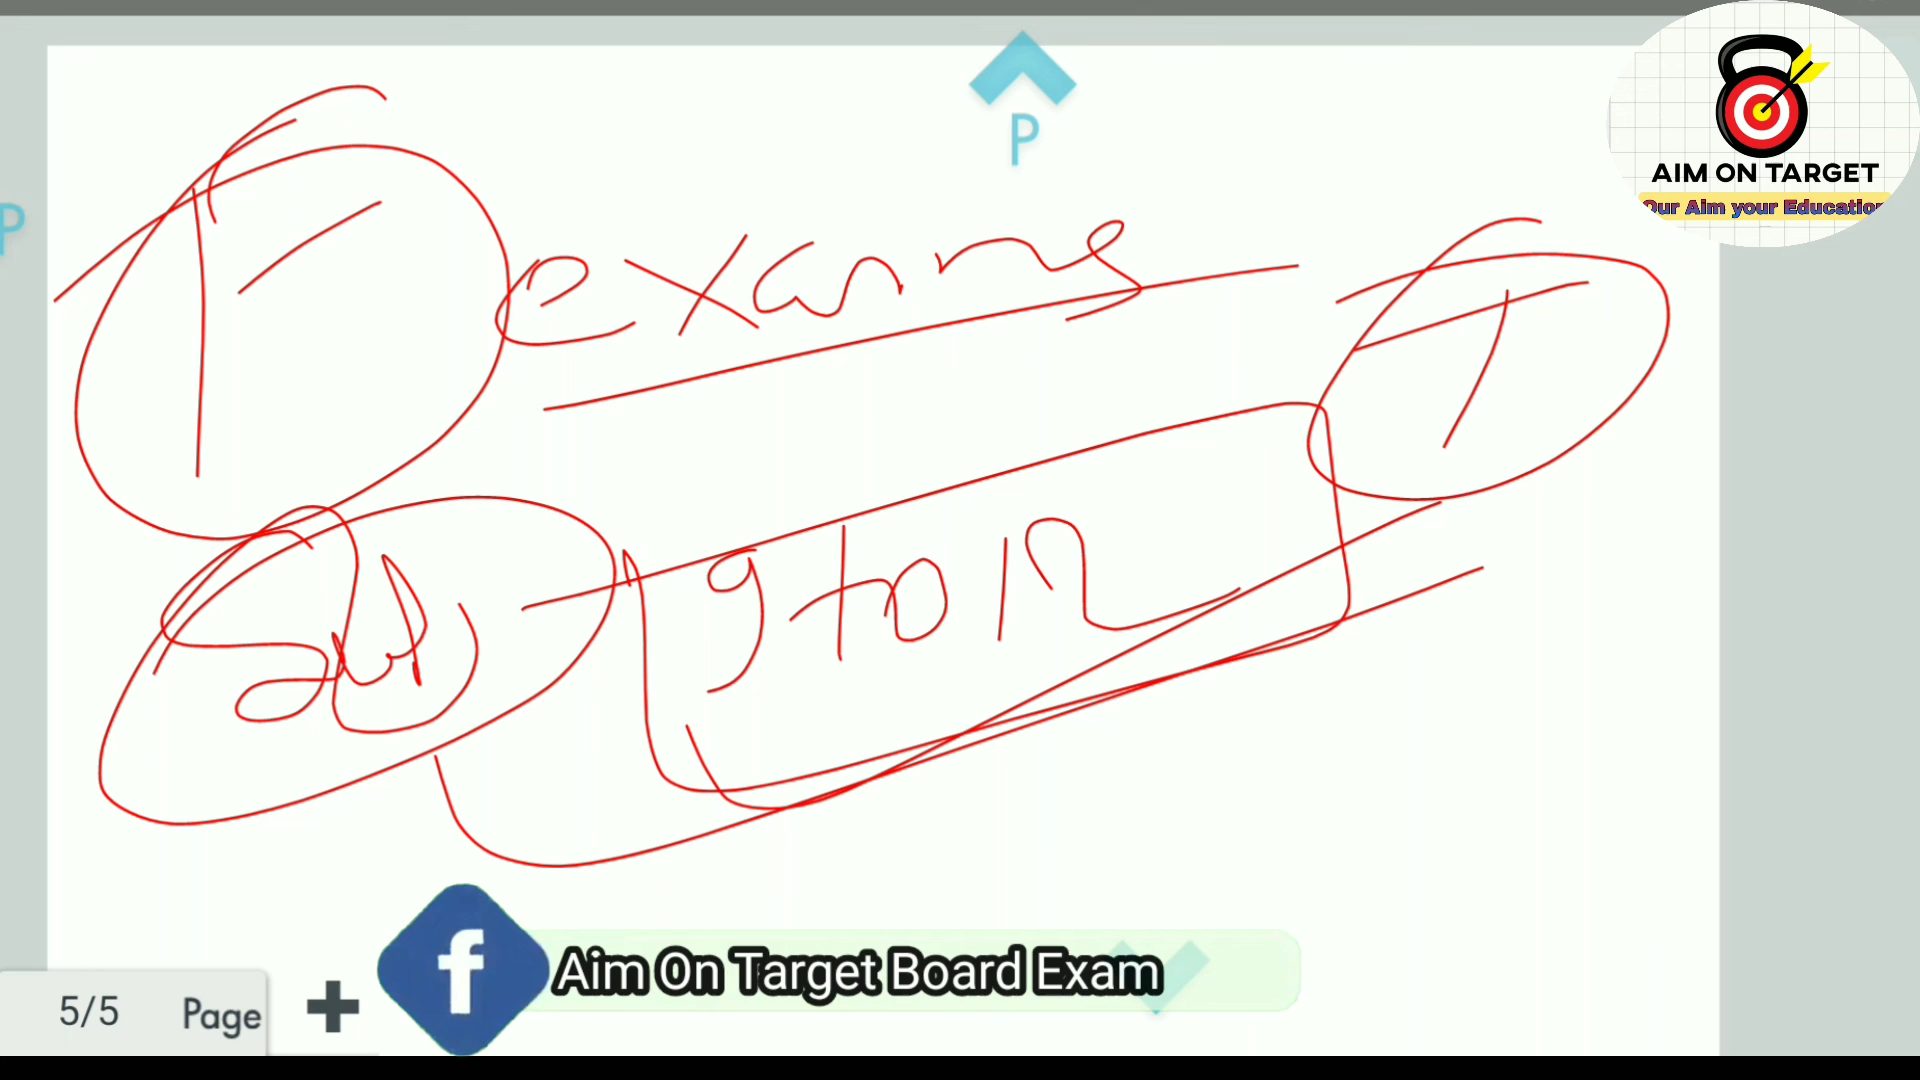 P
AIM ON TARGET
Our Aim your Education
P
exams
T
9 to 12
Aim On Target Board Exam
5/5 Page